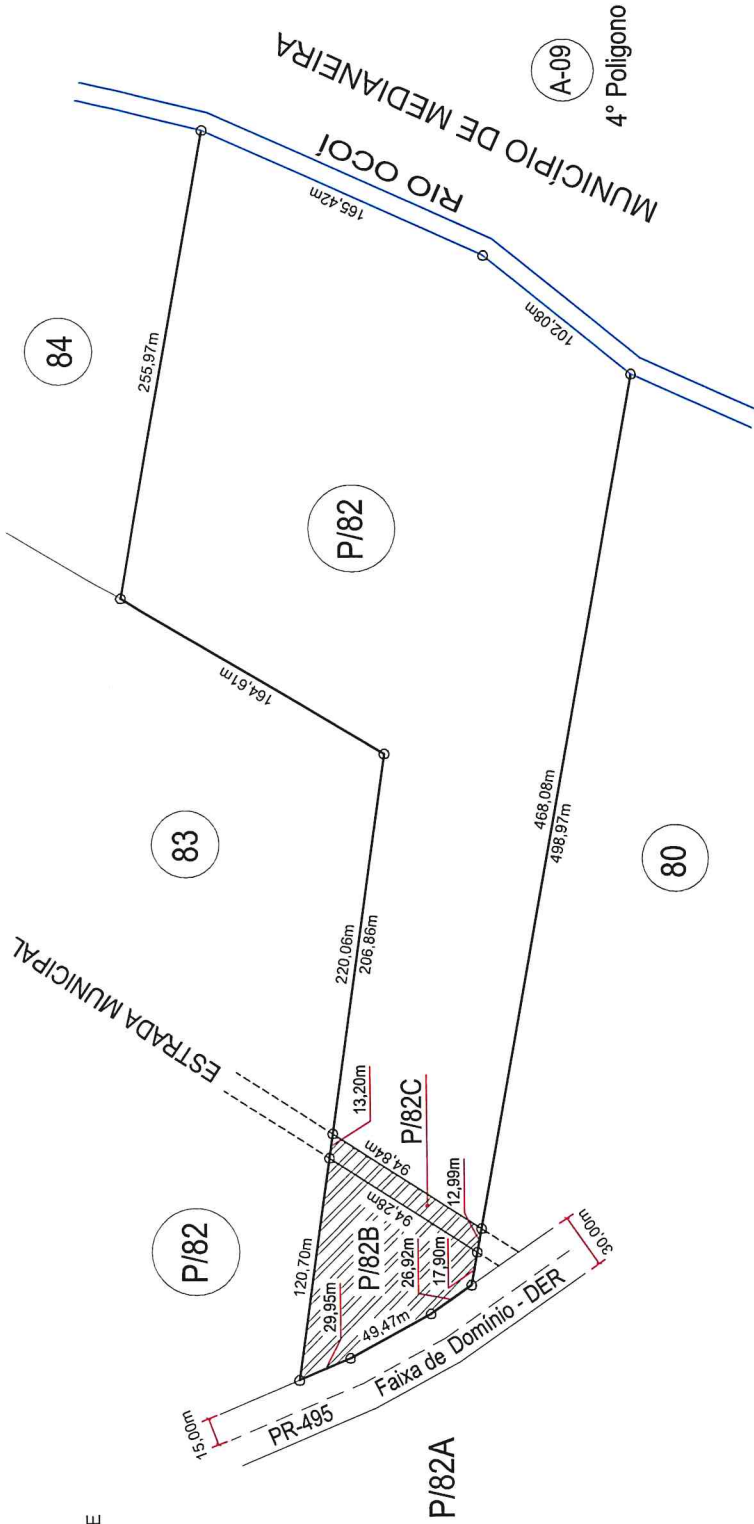 E
84
255,97m
RIO OCOÍ
165,42m
102,08m
MUNICÍPIO DE MEDIANEIRA
A-09
4° Poligono
P/82
164,61m
83
ESTRADA MUNICIPAL
220,06m
206,86m
468,08m
498,97m
80
P/82
120,70m
13,20m
94,84m
94,28m
P/82C
12,99m
P/82B
29,95m
49,47m
26,92m
17,90m
15,00m
PR-495
Faixa de Domínio - DER
30,00m
P/82A